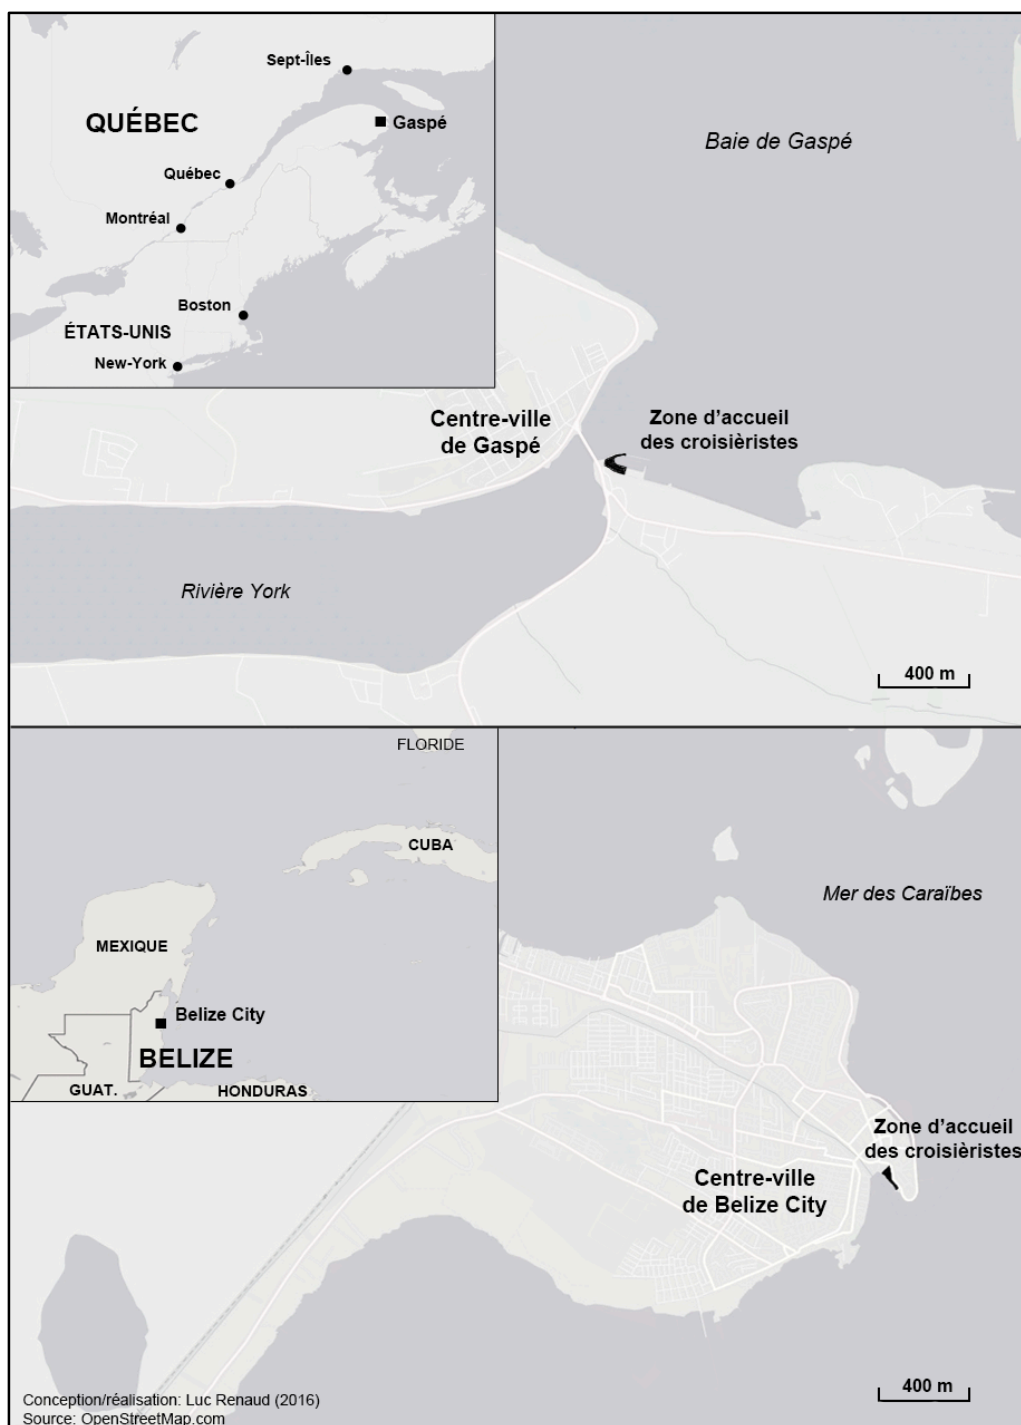 Sept-Îles
QUÉBEC
Gaspé
Québec
Montréal
Boston
ÉTATS-UNIS
New-York
Baie de Gaspé
Centre-ville
de Gaspé
Zone d'accueil
des croisièristes
Rivière York
400 m
FLORIDE
CUBA
MEXIQUE
Belize City
BELIZE
GUAT.
HONDURAS
Mer des Caraïbes
Zone d'accueil
des croisièristes
Centre-ville
de Belize City
400 m
Conception/réalisation: Luc Renaud (2016)
Source: OpenStreetMap.com